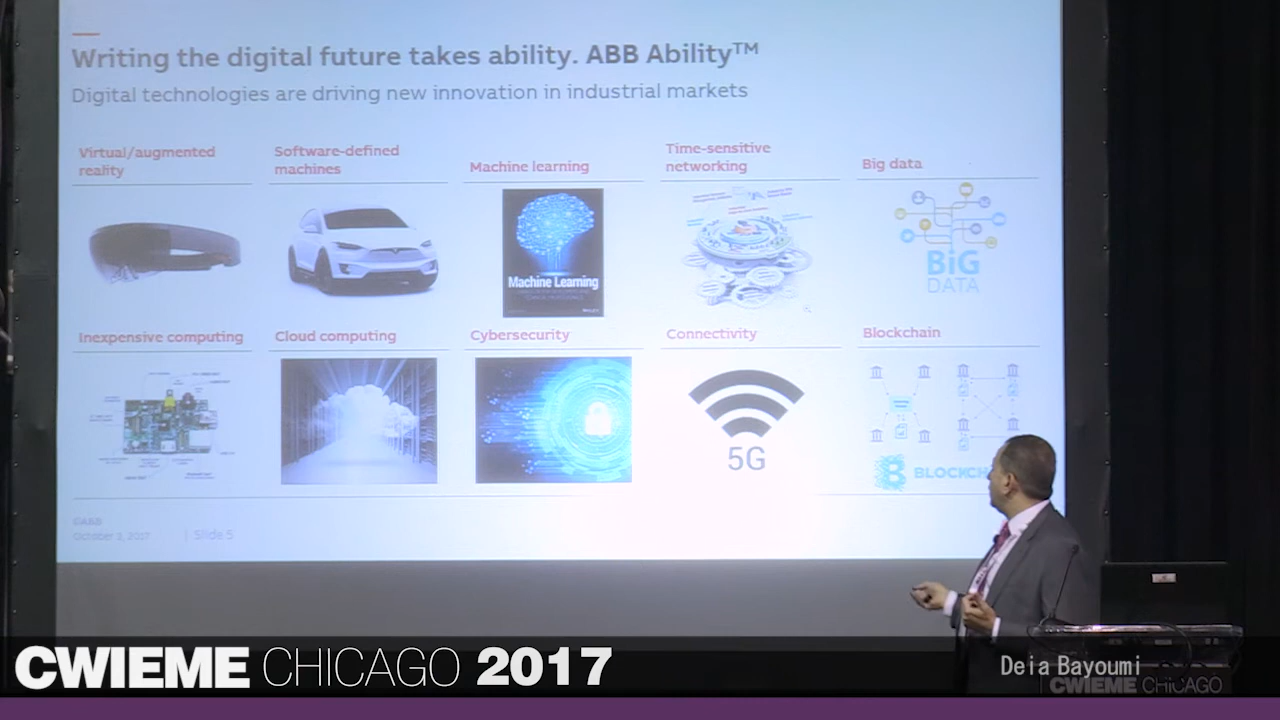 Writing the digital future takes ability. ABB Ability™
Digital technologies are driving new innovation in industrial markets
Virtual/augmented
reality
Software-defined
machines
Machine learning
Time-sensitive
networking
Big data
Machine Learning
BiG
DATA
Inexpensive computing
Cloud computing
Cybersecurity
Connectivity
Blockchain
5G
BLOCKCH
©ABB
October 3, 2017
| Slide 5
CWIEME CHICAGO 2017
Deia Bayoumi
CWIEME CHICAGO